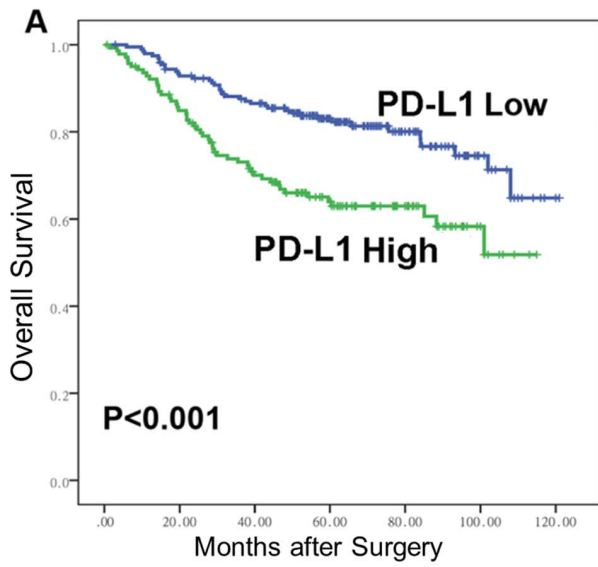 A
1.0
0.8
0.6
0.4
0.2
0.0
Overall Survival
PD-L1 Low
PD-L1 High
P<0.001
.00 20.00 40.00 60.00 80.00 100.00 120.00
Months after Surgery